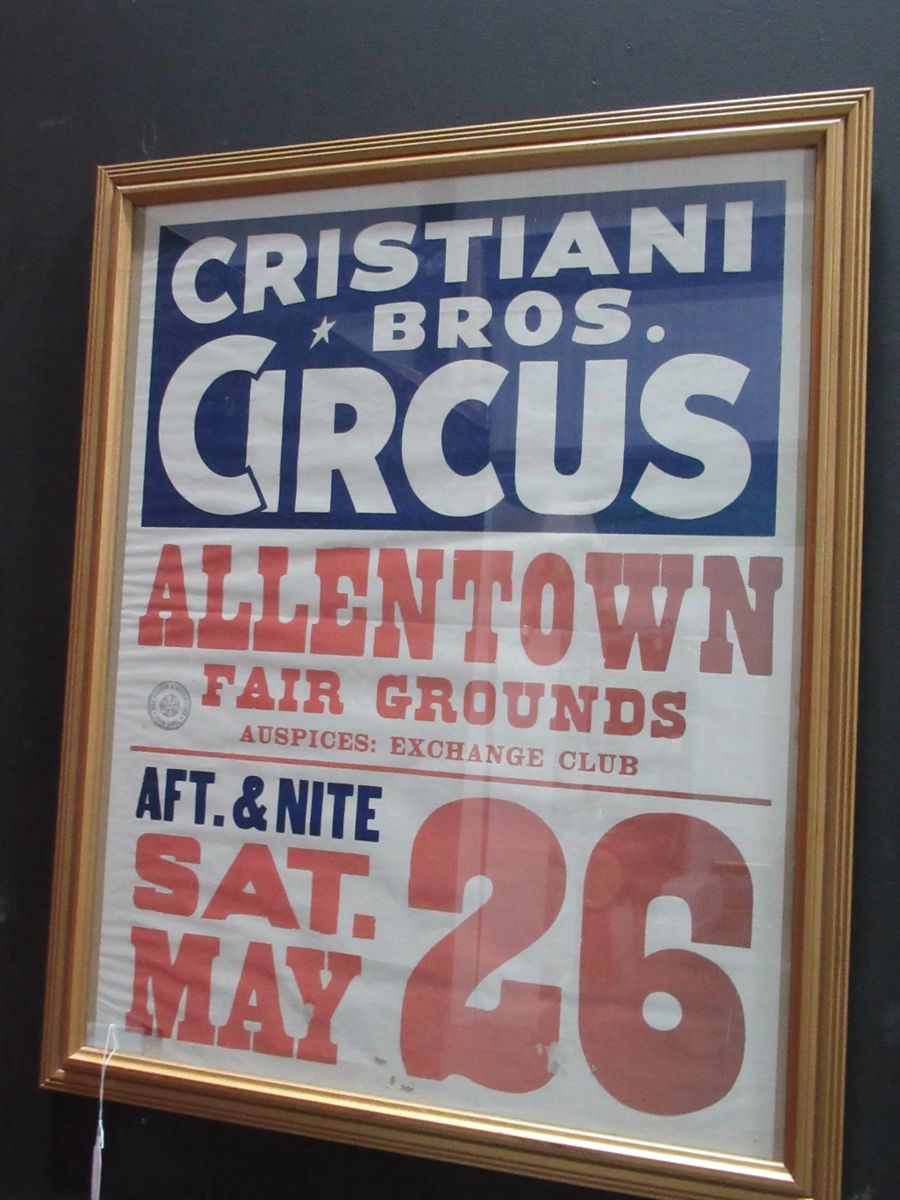 CRISTIANI
BROS.
CIRCUS
ALLENTOWN
FAIR GROUNDS
AUSPICES: EXCHANGE CLUB
AFT. & NITE
SAT.
MAY
26